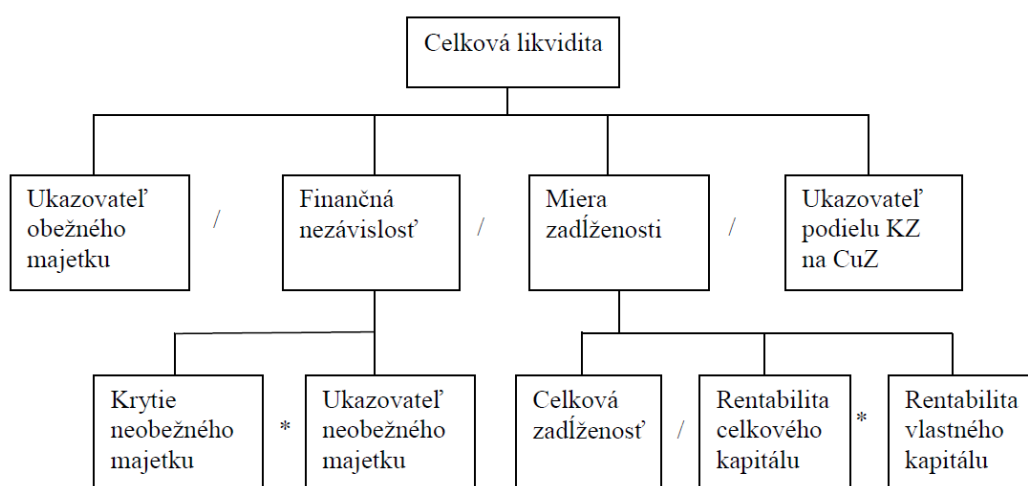 Celková likvidita
Ukazovateľ
obežného
majetku
/
Finančná
nezávislosť
/
Miera
zadĺženosti
/
Ukazovateľ
podielu KZ
na CuZ
Krytie
neobežného
majetku
*
Ukazovateľ
neobežného
majetku
Celková
zadĺženosť
/
Rentabilita
celkového
kapitálu
*
Rentabilita
vlastného
kapitálu